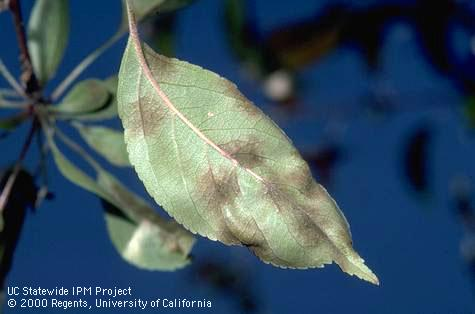 UC Statewide IPM Project
© 2000 Regents, University of California